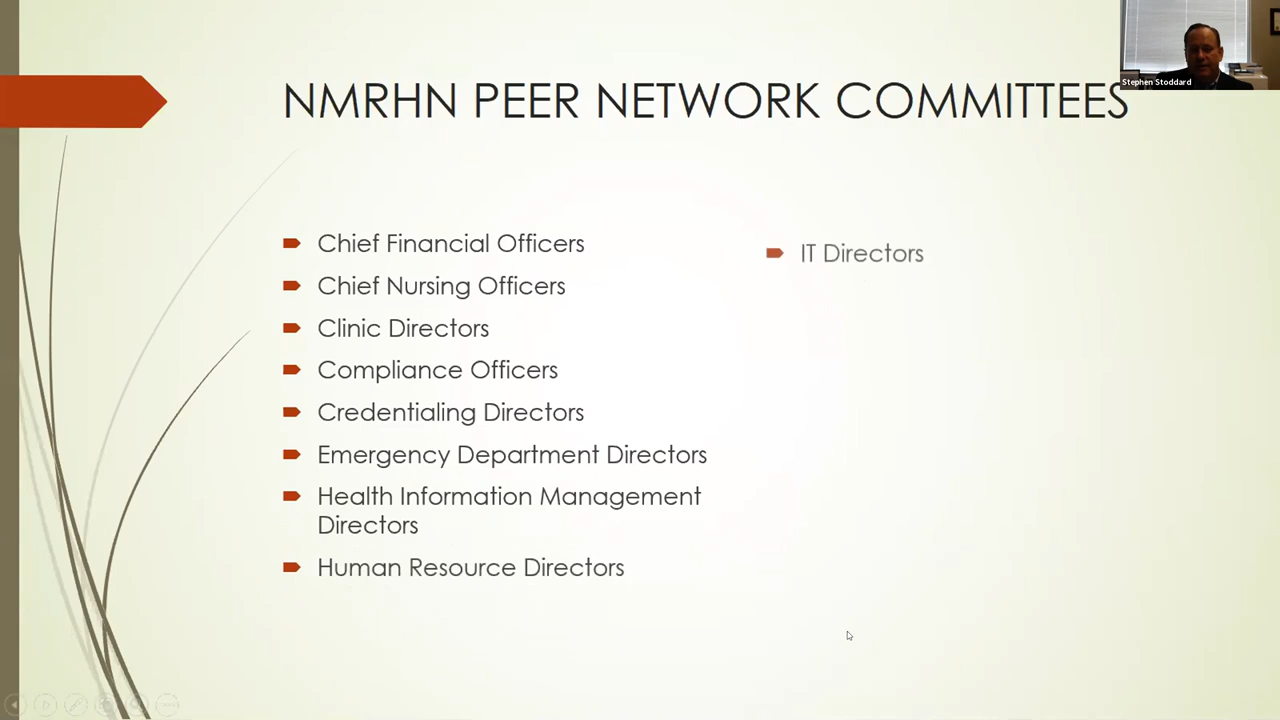 NMRHN PEER NETWORK COMMITTEES
Stephen Stoddard
Chief Financial Officers
Chief Nursing Officers
Clinic Directors
Compliance Officers
Credentialing Directors
Emergency Department Directors
Health Information Management
Directors
Human Resource Directors
IT Directors